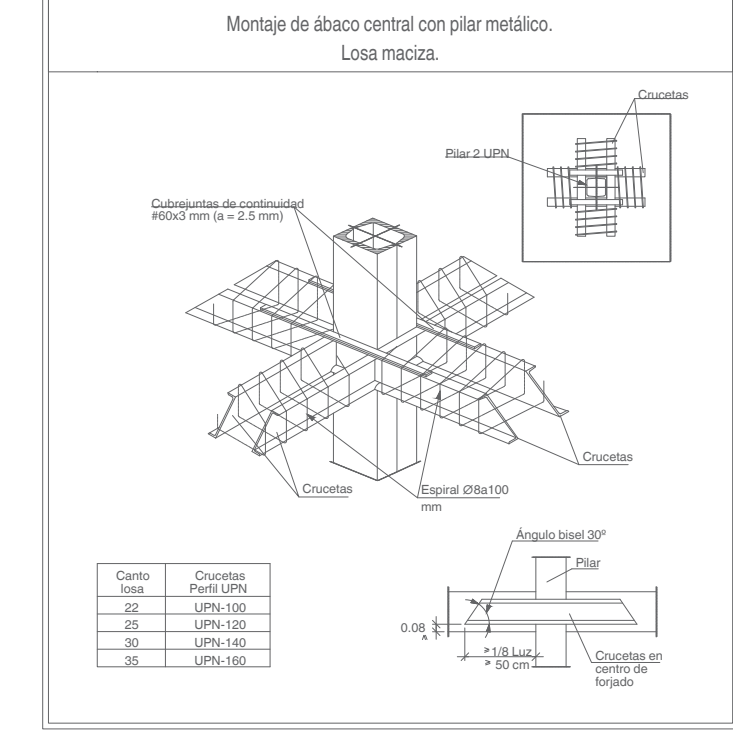 Montaje de ábaco central con pilar metálico.
Losa maciza.
Crucetas
Pilar 2 UPN
Cubrejuntas de continuidad
#60x3 mm (a = 2.5 mm)
Crucetas
Crucetas
Espiral Ø8a100
mm
Ángulo bisel 30º
Pilar
Canto losa | Crucetas Perfil UPN
22 | UPN-100
25 | UPN-120
30 | UPN-140
35 | UPN-160
0.08
≥ 1/8 Luz
≥ 50 cm
Crucetas en
centro de
forjado